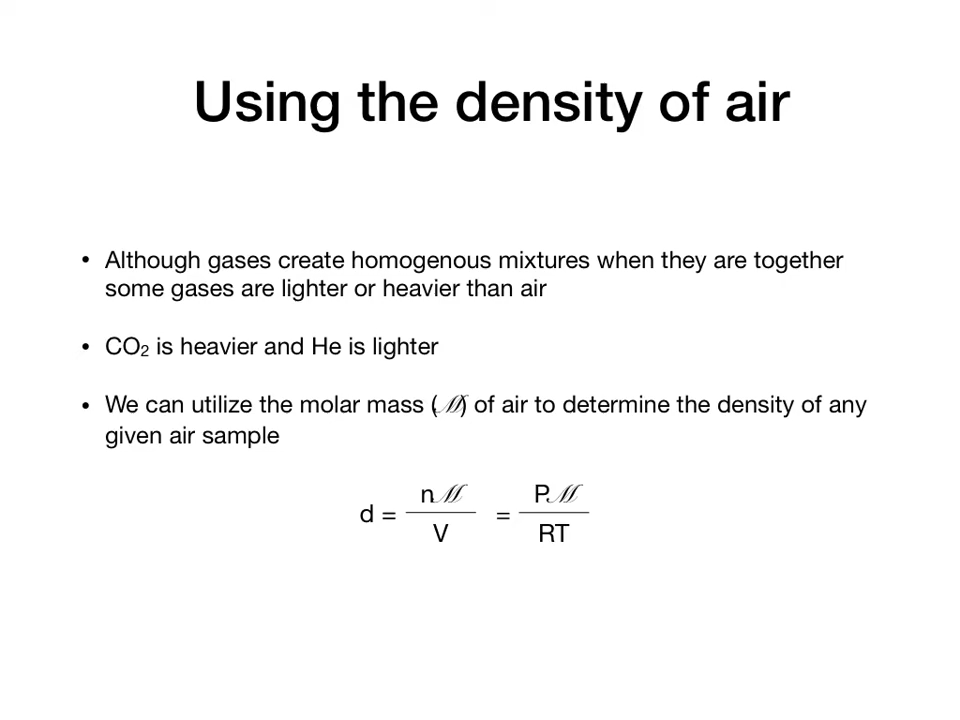 Using the density of air
• Although gases create homogenous mixtures when they are together
some gases are lighter or heavier than air
• CO₂ is heavier and He is lighter
• We can utilize the molar mass (ℳ) of air to determine the density of any
given air sample
d = nℳ/V = Pℳ/RT